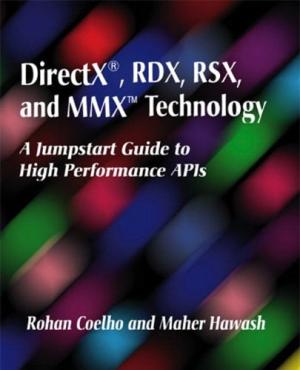 DirectX®, RDX, RSX,
and MMX™ Technology
A Jumpstart Guide to
High Performance APIs
Rohan Coelho and Maher Hawash